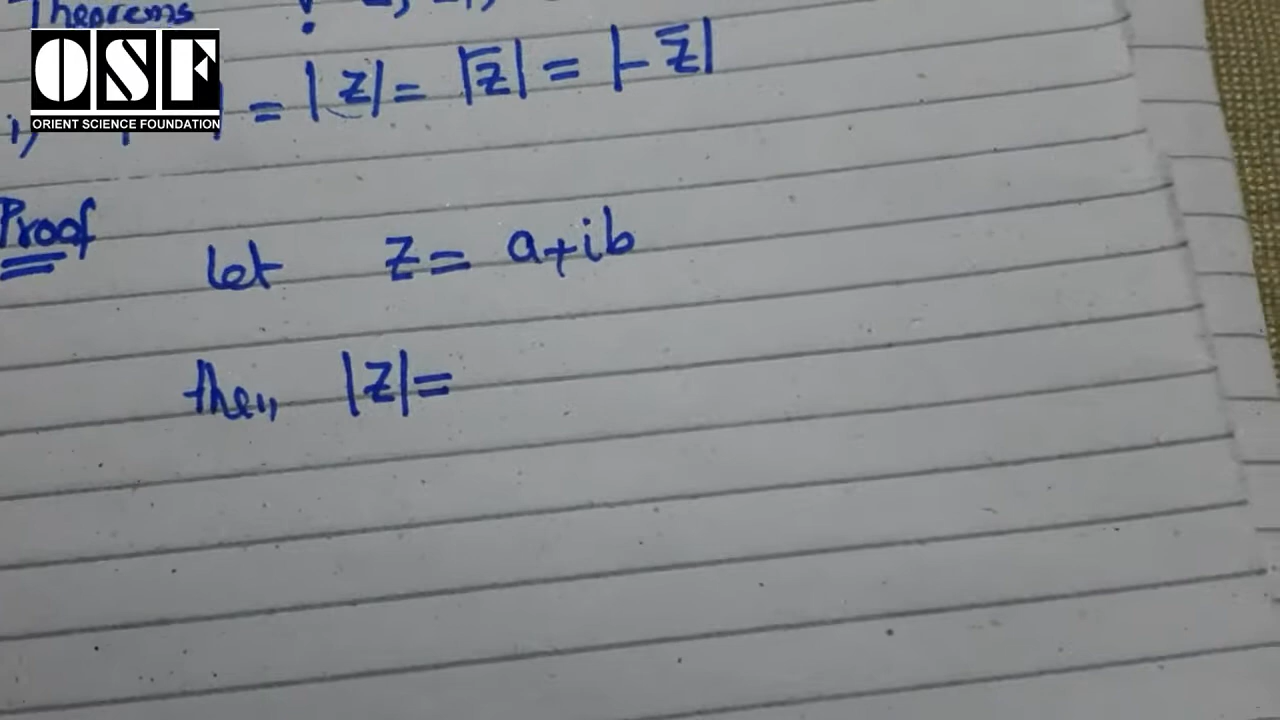 Theorems
OSF
ORIENT SCIENCE FOUNDATION
i, = |z| = |z̅| = |-z̅|
Proof
let z = a+ib
then, |z| =